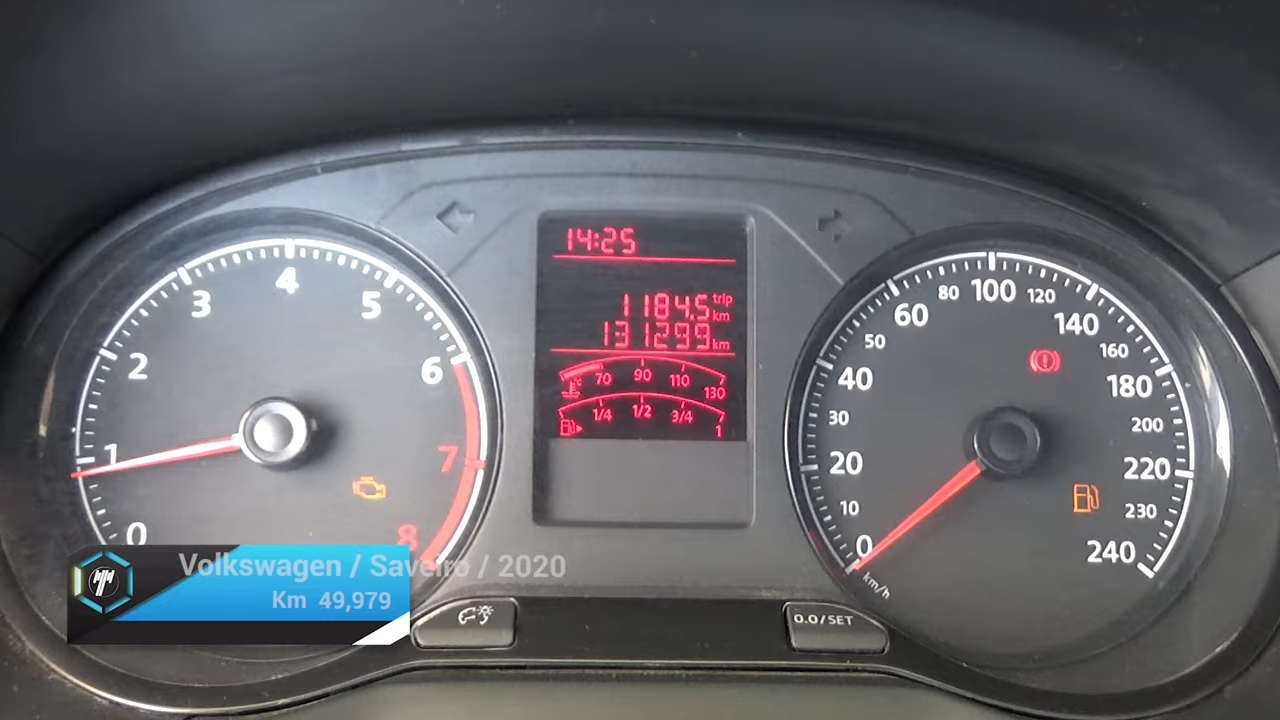 14:25
1184.5 trip km
131299 km
70 90 110 130
1/4 1/2 3/4 1
0 1 2 3 4 5 6 7 8
0 10 20 30 40 50 60 80 100 120 140 160 180 200 220 230 240
km/h
Volkswagen / Saveiro / 2020
Km 49,979
0.0/SET